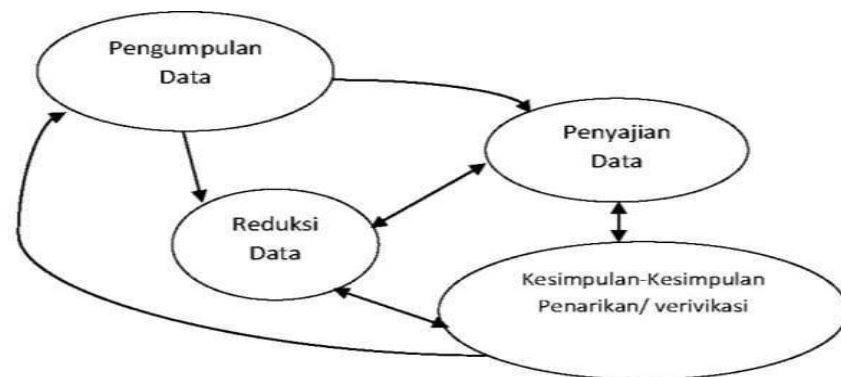 Pengumpulan
Data
Penyajian
Data
Reduksi
Data
Kesimpulan-Kesimpulan
Penarikan/ verivikasi